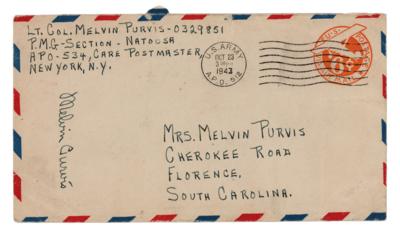 LT. COL. MELVIN PURVIS-0329851
P.M.G-SECTION-NATOUSA
APO-534, CARE POSTMASTER
NEW YORK, N.Y.
U.S. ARMY
OCT 23
1943
A.P.O. 512
Melvin Purvis
MRS. MELVIN PURVIS
CHEROKEE ROAD
FLORENCE,
SOUTH CAROLINA.